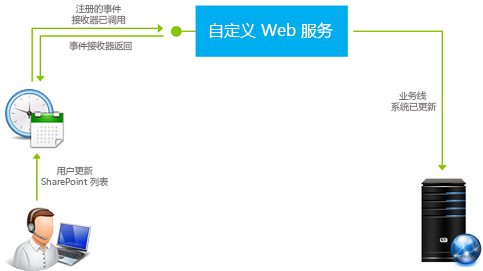 注册的事件
接收器已调用
事件接收器返回
自定义 Web 服务
业务线
系统已更新
用户更新
SharePoint 列表